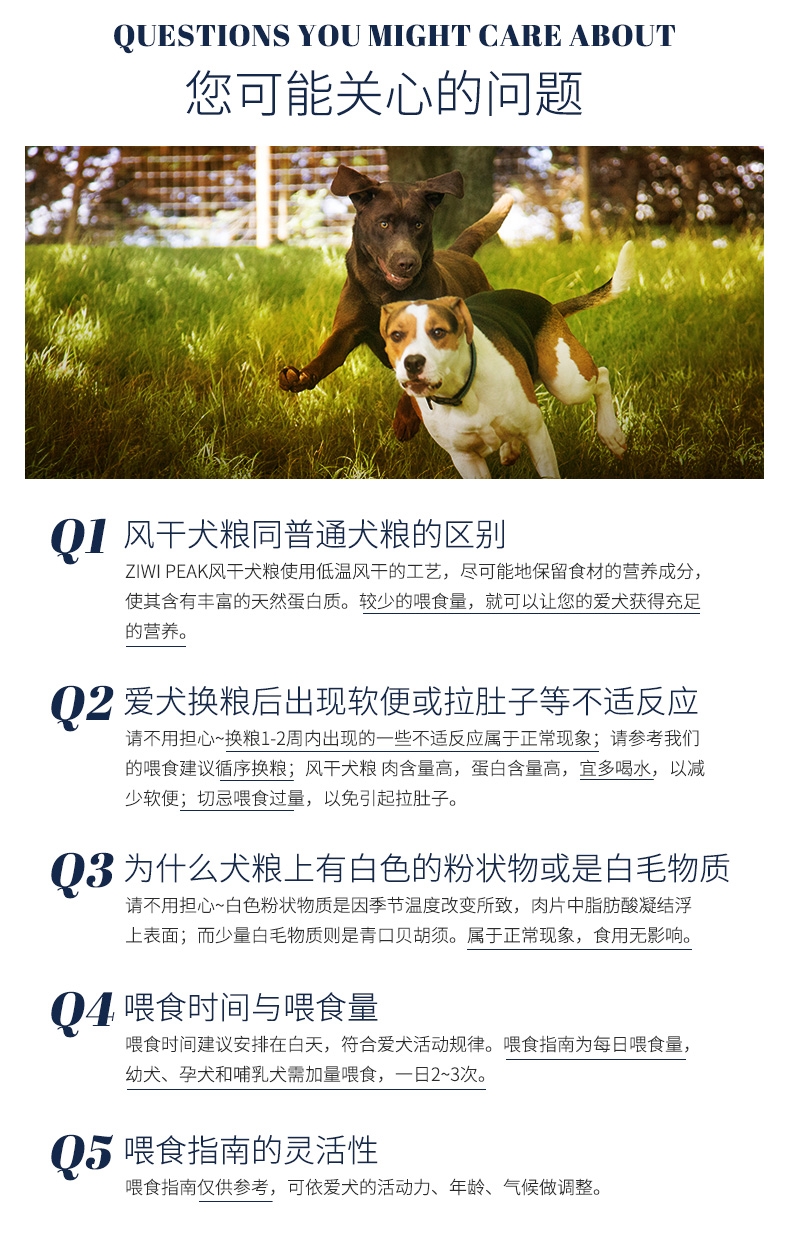 QUESTIONS YOU MIGHT CARE ABOUT
您可能关心的问题
Q1 风干犬粮同普通犬粮的区别
ZIWI PEAK风干犬粮使用低温风干的工艺，尽可能地保留食材的营养成分，
使其含有丰富的天然蛋白质。较少的喂食量，就可以让您的爱犬获得充足
的营养。
Q2 爱犬换粮后出现软便或拉肚子等不适反应
请不用担心~换粮1-2周内出现的一些不适反应属于正常现象；请参考我们
的喂食建议循序换粮；风干犬粮 肉含量高，蛋白含量高，宜多喝水，以减
少软便；切忌喂食过量，以免引起拉肚子。
Q3 为什么犬粮上有白色的粉状物或是白毛物质
请不用担心~白色粉状物质是因季节温度改变所致，肉片中脂肪酸凝结浮
上表面；而少量白毛物质则是青口贝胡须。属于正常现象，食用无影响。
Q4 喂食时间与喂食量
喂食时间建议安排在白天，符合爱犬活动规律。喂食指南为每日喂食量，
幼犬、孕犬和哺乳犬需加量喂食，一日2~3次。
Q5 喂食指南的灵活性
喂食指南仅供参考，可依爱犬的活动力、年龄、气候做调整。